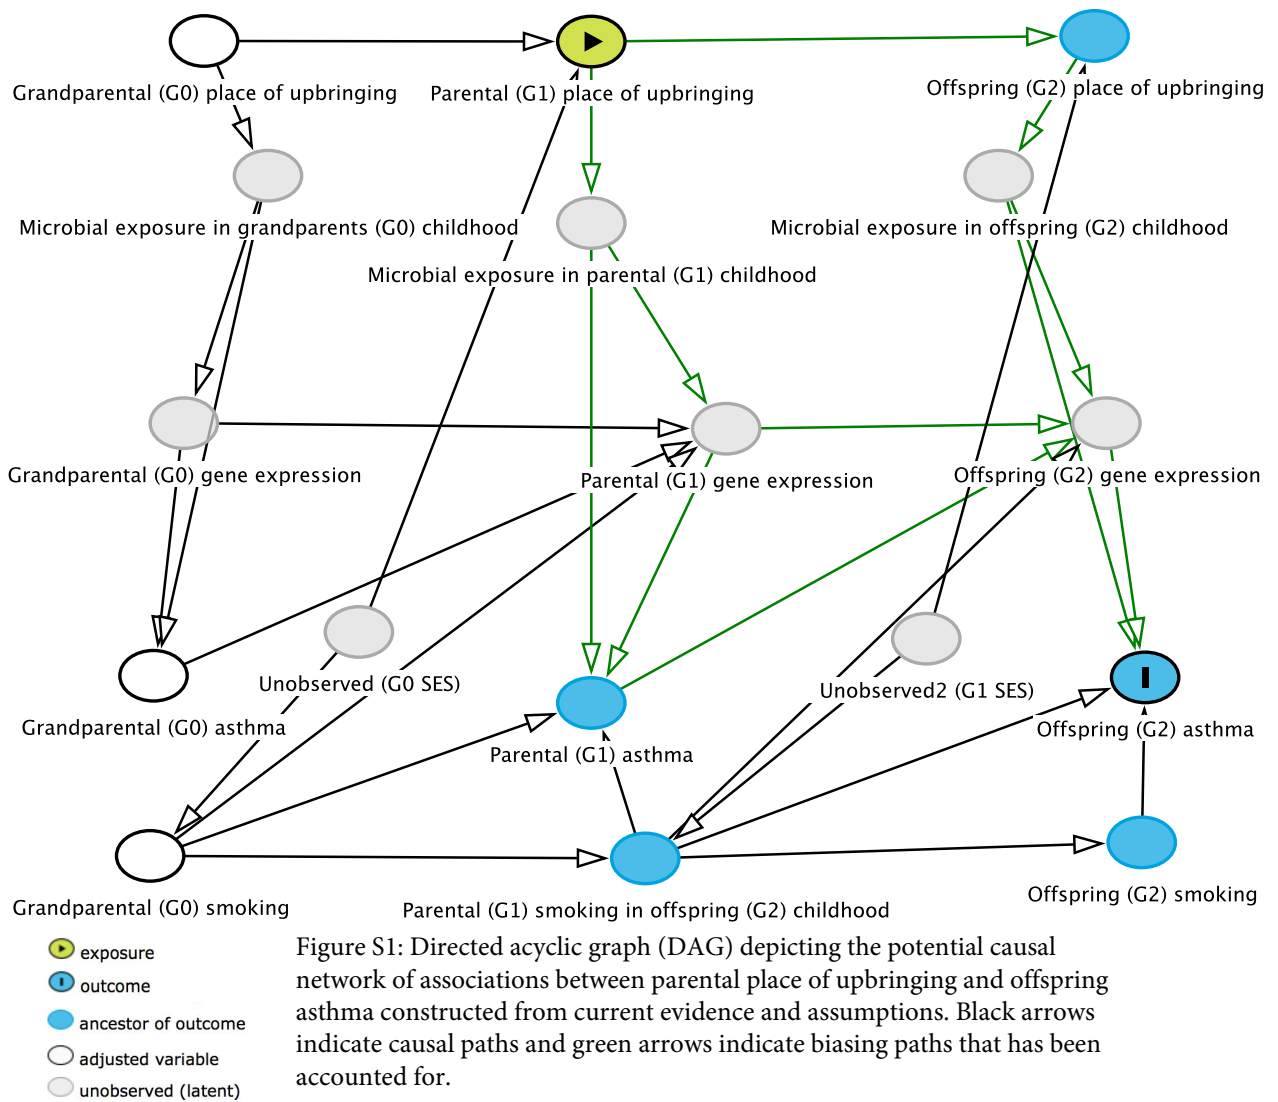 Grandparental (G0) place of upbringing
Parental (G1) place of upbringing
Offspring (G2) place of upbringing
Microbial exposure in grandparents (G0) childhood
Microbial exposure in offspring (G2) childhood
Microbial exposure in parental (G1) childhood
Grandparental (G0) gene expression
Parental (G1) gene expression
Offspring (G2) gene expression
Unobserved (G0 SES)
Unobserved2 (G1 SES)
Grandparental (G0) asthma
Parental (G1) asthma
Offspring (G2) asthma
Grandparental (G0) smoking
Parental (G1) smoking in offspring (G2) childhood
Offspring (G2) smoking
exposure
outcome
ancestor of outcome
adjusted variable
unobserved (latent)
Figure S1: Directed acyclic graph (DAG) depicting the potential causal
network of associations between parental place of upbringing and offspring
asthma constructed from current evidence and assumptions. Black arrows
indicate causal paths and green arrows indicate biasing paths that has been
accounted for.